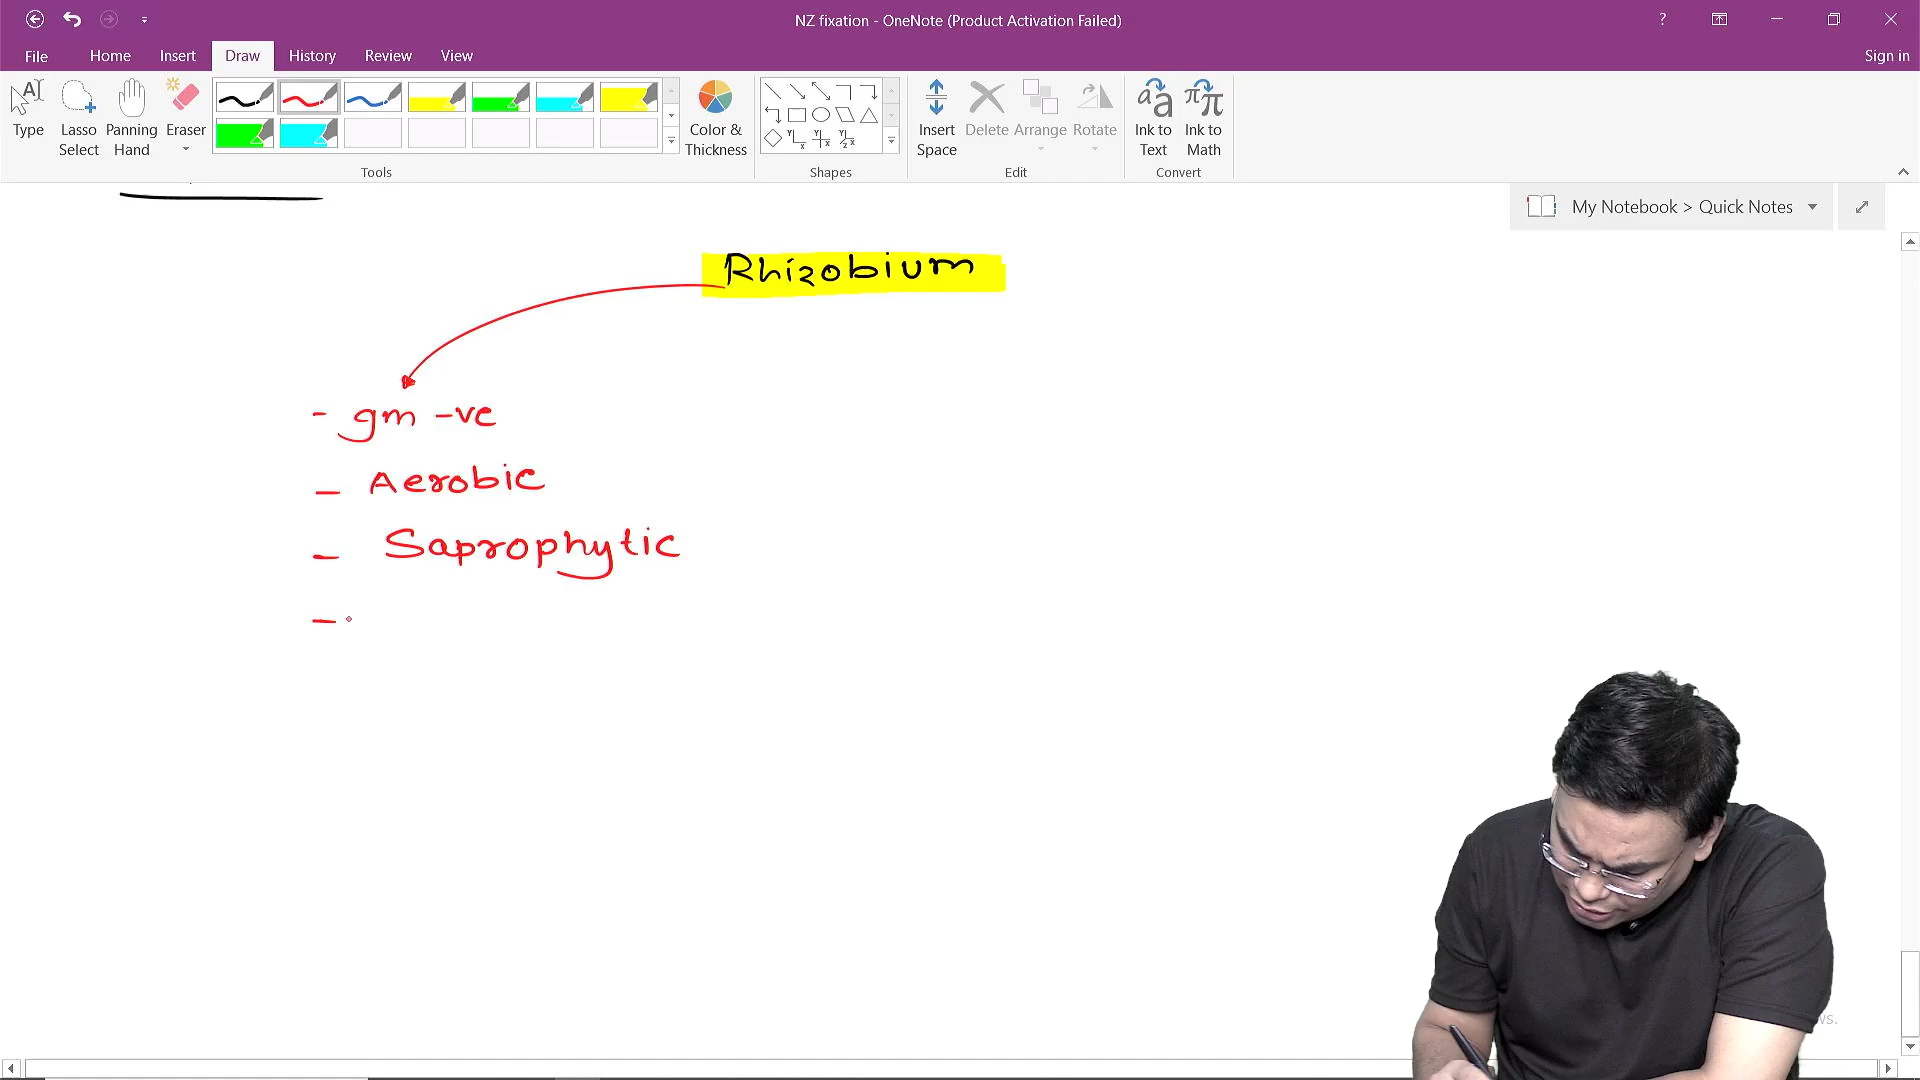 NZ fixation - OneNote (Product Activation Failed)
?
File Home Insert Draw History Review View
Sign in
Type
Lasso Select
Panning Hand
Eraser
Color & Thickness
Insert Space
Delete
Arrange
Rotate
Ink to Text
Ink to Math
Tools
Shapes
Edit
Convert
My Notebook > Quick Notes
Rhizobium
- gm -ve
- Aerobic
- Saprophytic
-